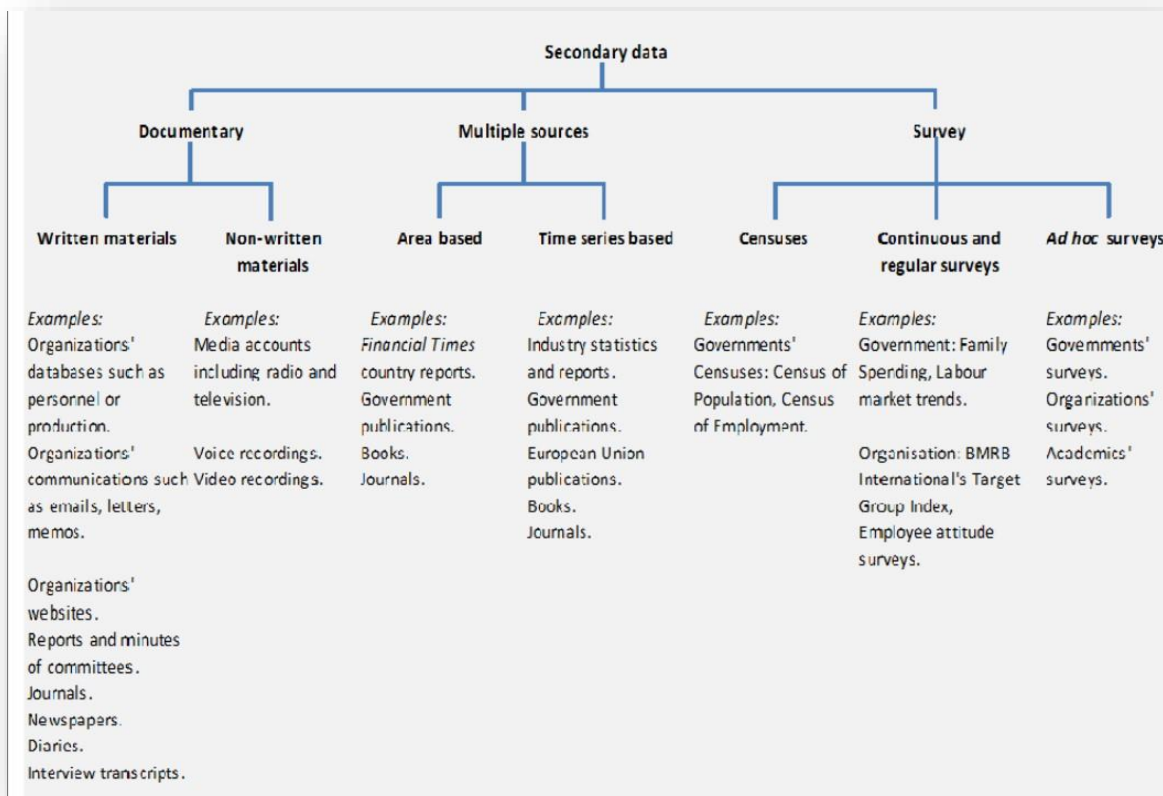 Secondary data
Documentary
Multiple sources
Survey
Written materials
Non-written
materials
Area based
Time series based
Censuses
Continuous and
regular surveys
Ad hoc surveys
Examples:
Organizations'
databases such as
personnel or
production.
Organizations'
communications such
as emails, letters,
memos.
Organizations'
websites.
Reports and minutes
of committees.
Journals.
Newspapers.
Diaries.
Interview transcripts.
Examples:
Media accounts
including radio and
television.
Voice recordings.
Video recordings.
Examples:
Financial Times
country reports.
Government
publications.
Books.
Journals.
Examples:
Industry statistics
and reports.
Government
publications.
European Union
publications.
Books.
Journals.
Examples:
Governments'
Censuses: Census of
Population, Census
of Employment.
Examples:
Government: Family
Spending, Labour
market trends.
Organisation: BMRB
International's Target
Group Index,
Employee attitude
surveys.
Examples:
Governments'
surveys.
Organizations'
surveys.
Academics'
surveys.